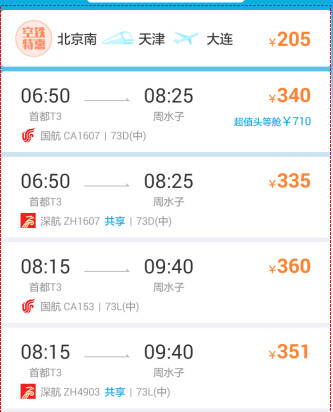 空铁特惠 北京南 天津 大连 ¥205
06:50 08:25 ¥340
首都T3 周水子 超值头等舱¥710
国航 CA1607 | 73D(中)
06:50 08:25 ¥335
首都T3 周水子
深航 ZH1607 共享 | 73D(中)
08:15 09:40 ¥360
首都T3 周水子
国航 CA153 | 73L(中)
08:15 09:40 ¥351
首都T3 周水子
深航 ZH4903 共享 | 73L(中)